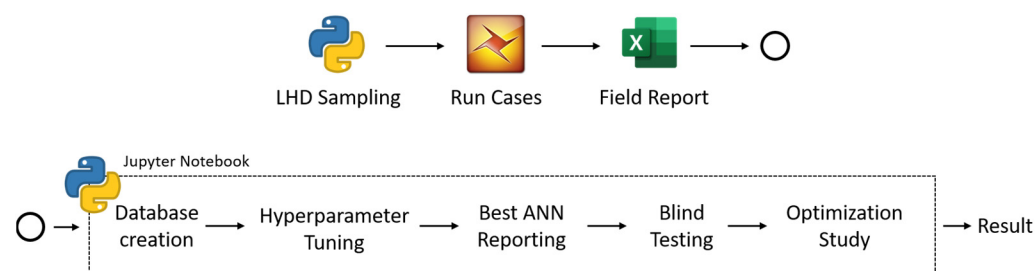 X
LHD Sampling
Run Cases
Field Report
Jupyter Notebook
Database
creation
Hyperparameter
Tuning
Best ANN
Reporting
Blind
Testing
Optimization
Study
Result